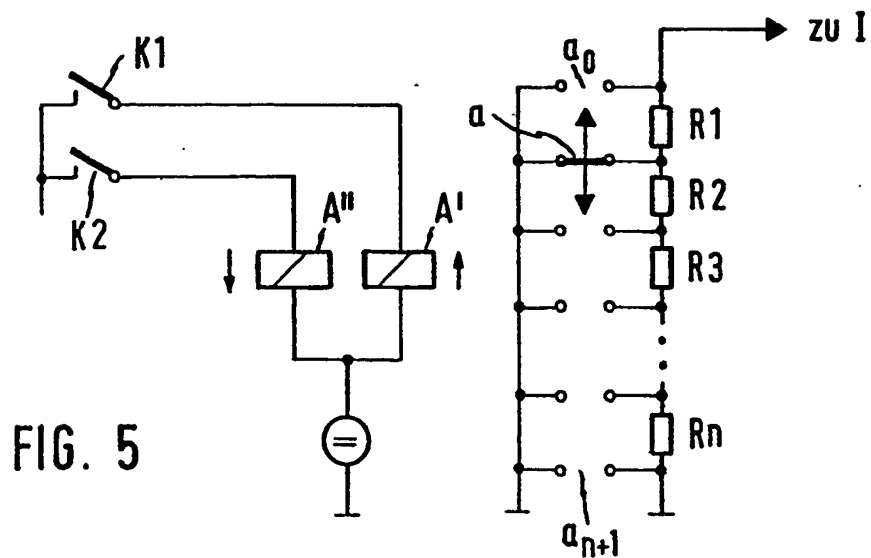 K1
K2
A"
A'
=
FIG. 5
zu I
a₀
a
R1
R2
R3
Rn
aₙ₊₁